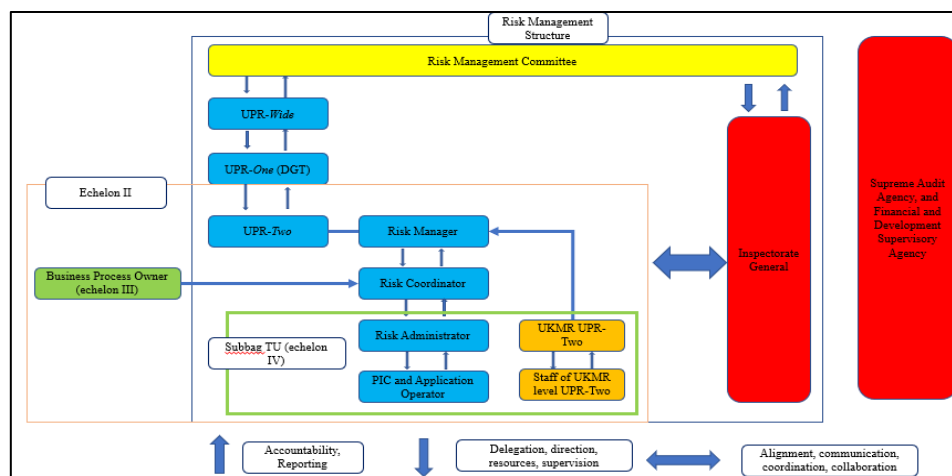 Risk Management
Structure
Risk Management Committee
UPR-Wide
UPR-One (DGT)
Echelon II
UPR-Two
Risk Manager
Business Process Owner
(echelon III)
Risk Coordinator
Subbag TU (echelon
IV)
Risk Administrator
UKMR UPR-
Two
PIC and Application
Operator
Staff of UKMR
level UPR-Two
Inspectorate
General
Supreme Audit
Agency, and
Financial and
Development
Supervisory
Agency
Accountability,
Reporting
Delegation, direction,
resources, supervision
Alignment, communication,
coordination, collaboration